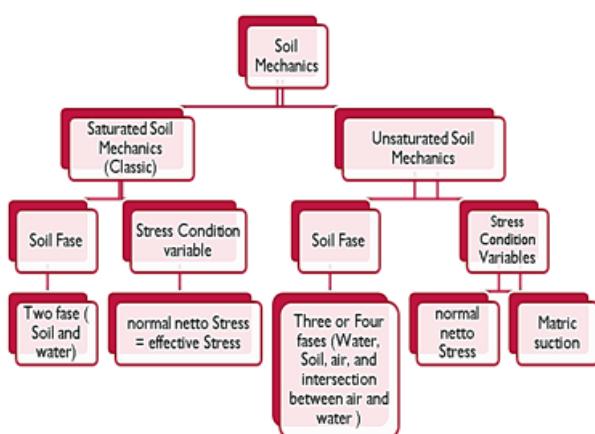 Soil
Mechanics
Saturated Soil
Mechanics
(Classic)
Unsaturated Soil
Mechanics
Soil Fase
Stress Condition
variable
Soil Fase
Stress
Condition
Variables
Two fase (
Soil and
water)
normal netto Stress
= effective Stress
Three or Four
fases (Water,
Soil, air, and
intersection
between air and
water )
normal
netto
Stress
Matric
suction